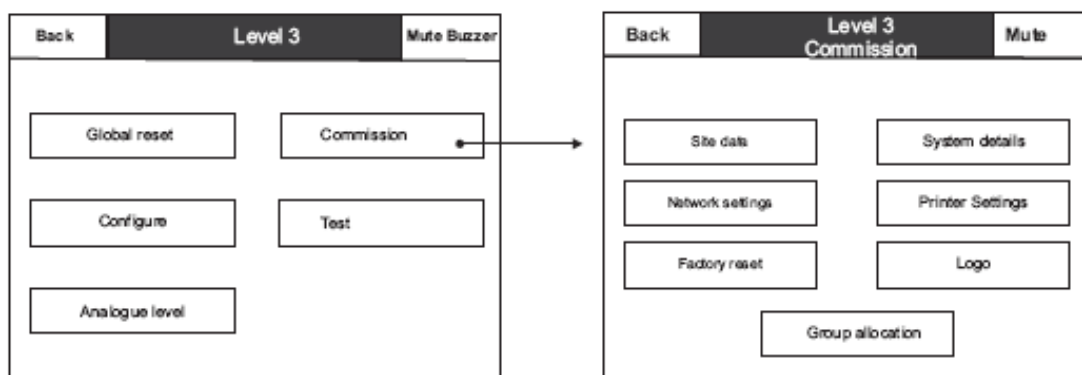 Back
Level 3
Mute Buzzer
Global reset
Commission
Configure
Test
Analogue level
Back
Level 3
Commission
Mute
Site data
System details
Network settings
Printer Settings
Factory reset
Logo
Group allocation